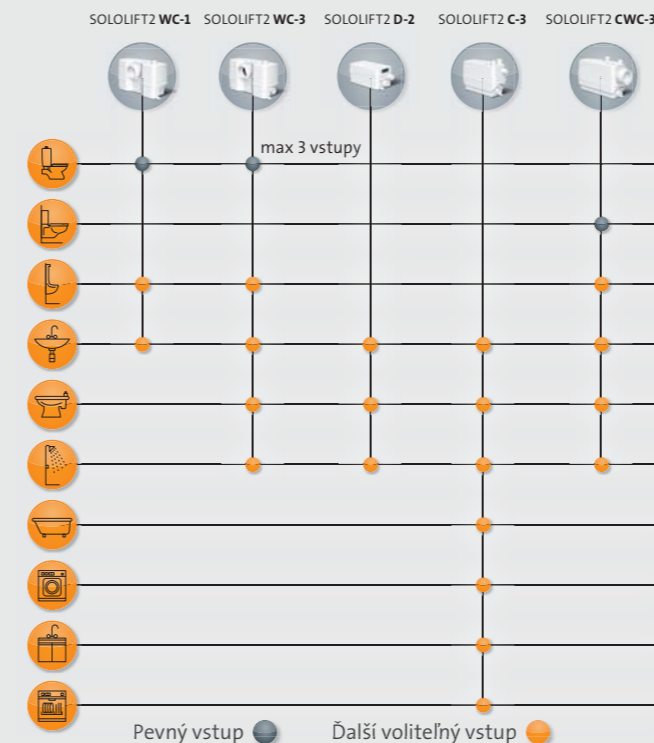 SOLOLIFT2 WC-1 SOLOLIFT2 WC-3 SOLOLIFT2 D-2 SOLOLIFT2 C-3 SOLOLIFT2 CWC-3
max 3 vstupy
Pevný vstup Ďalší voliteľný vstup